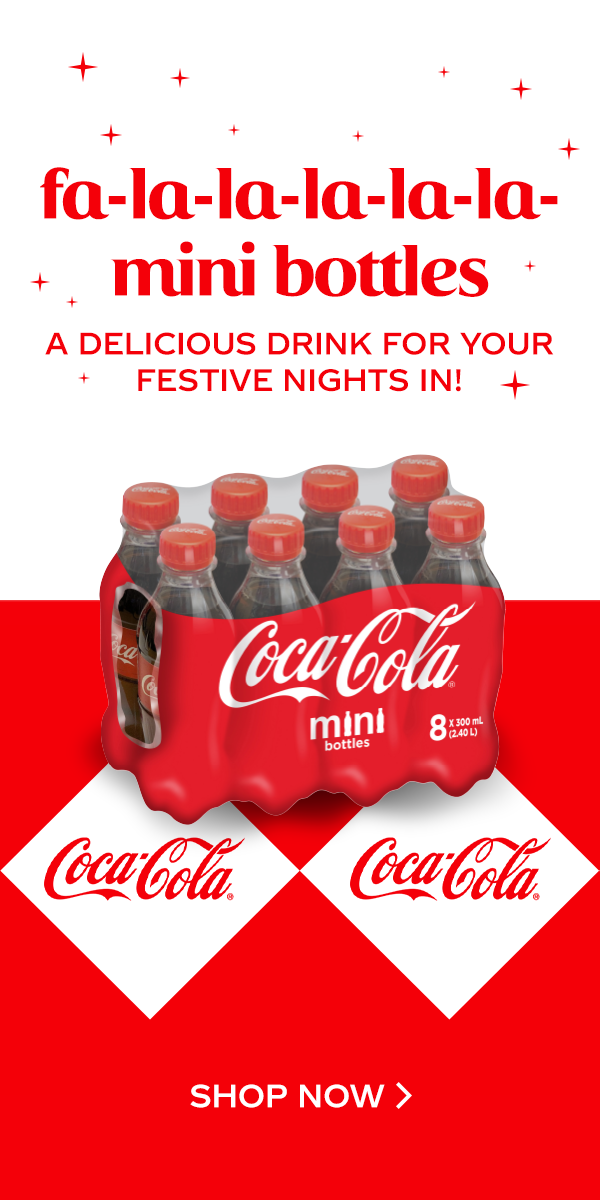 fa-la-la-la-la-la-
mini bottles
A DELICIOUS DRINK FOR YOUR
FESTIVE NIGHTS IN!
Coca-Cola®
mini
bottles
8 X 300 mL
(2.40 L)
Coca-Cola® Coca-Cola®
SHOP NOW